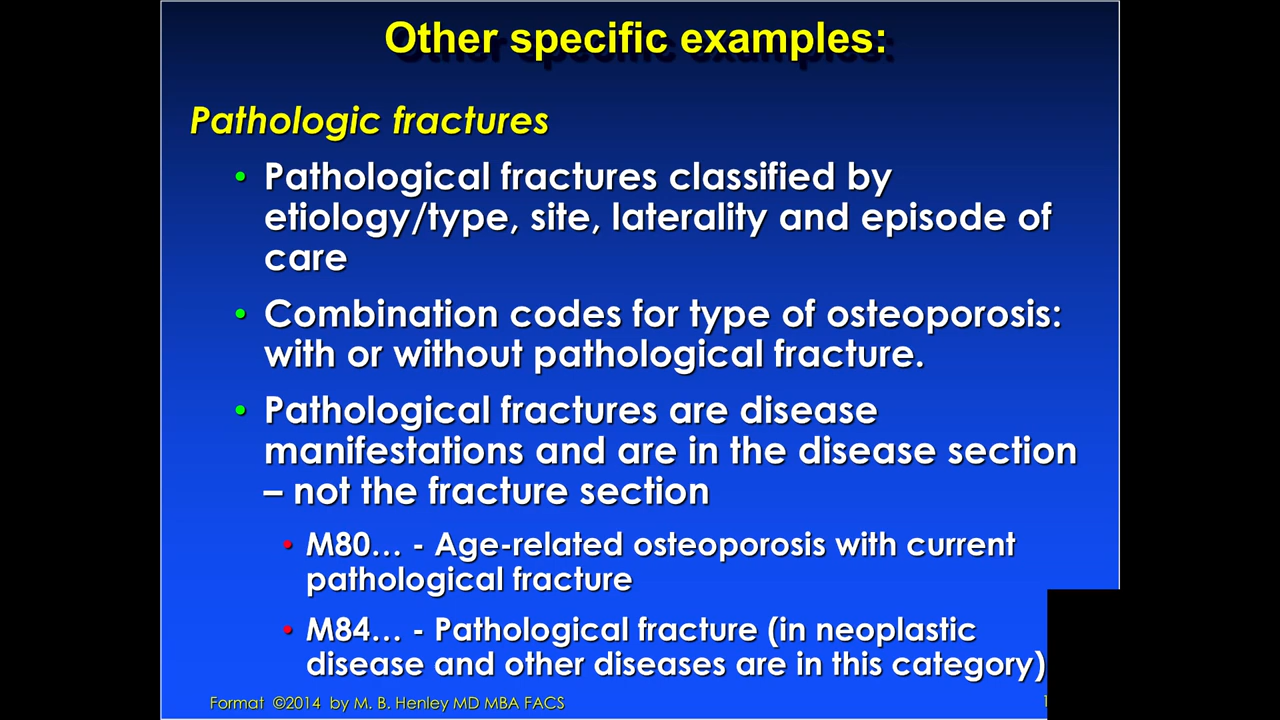 Other specific examples:
Pathologic fractures
• Pathological fractures classified by
etiology/type, site, laterality and episode of
care
• Combination codes for type of osteoporosis:
with or without pathological fracture.
• Pathological fractures are disease
manifestations and are in the disease section
– not the fracture section
• M80… - Age-related osteoporosis with current
pathological fracture
• M84… - Pathological fracture (in neoplastic
disease and other diseases are in this category)
Format ©2014 by M. B. Henley MD MBA FACS